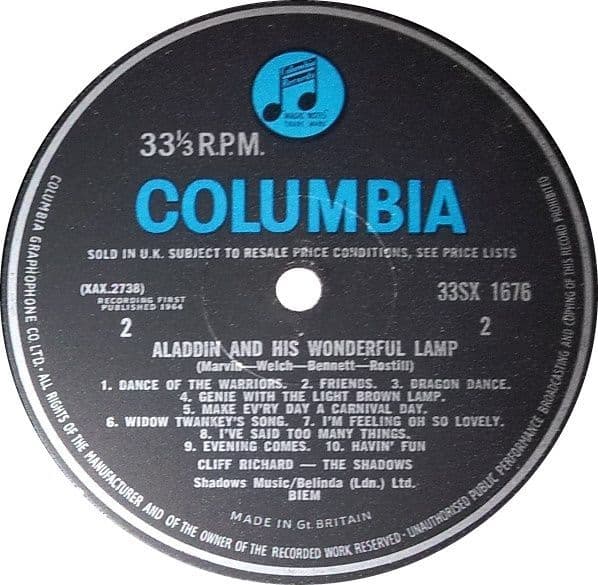 Columbia
Records
MAGIC NOTES
TRADE MARK
33⅓ R.P.M.
COLUMBIA
SOLD IN U.K. SUBJECT TO RESALE PRICE CONDITIONS, SEE PRICE LISTS
(XAX.2738)
RECORDING FIRST
PUBLISHED 1964
33SX 1676
2
2
ALADDIN AND HIS WONDERFUL LAMP
(Marvin—Welch—Bennett—Rostill)
1. DANCE OF THE WARRIORS. 2. FRIENDS. 3. DRAGON DANCE.
4. GENIE WITH THE LIGHT BROWN LAMP.
5. MAKE EV'RY DAY A CARNIVAL DAY.
6. WIDOW TWANKEY'S SONG. 7. I'M FEELING OH SO LOVELY.
8. I'VE SAID TOO MANY THINGS.
9. EVENING COMES. 10. HAVIN' FUN
CLIFF RICHARD — THE SHADOWS
Shadows Music/Belinda (Ldn.) Ltd.
BIEM
MADE IN Gt. BRITAIN
COLUMBIA GRAPHOPHONE CO. LTD. · ALL RIGHTS OF THE MANUFACTURER AND OF THE OWNER OF THE RECORDED WORK RESERVED · UNAUTHORISED PUBLIC PERFORMANCE BROADCASTING AND COPYING OF THIS RECORD PROHIBITED